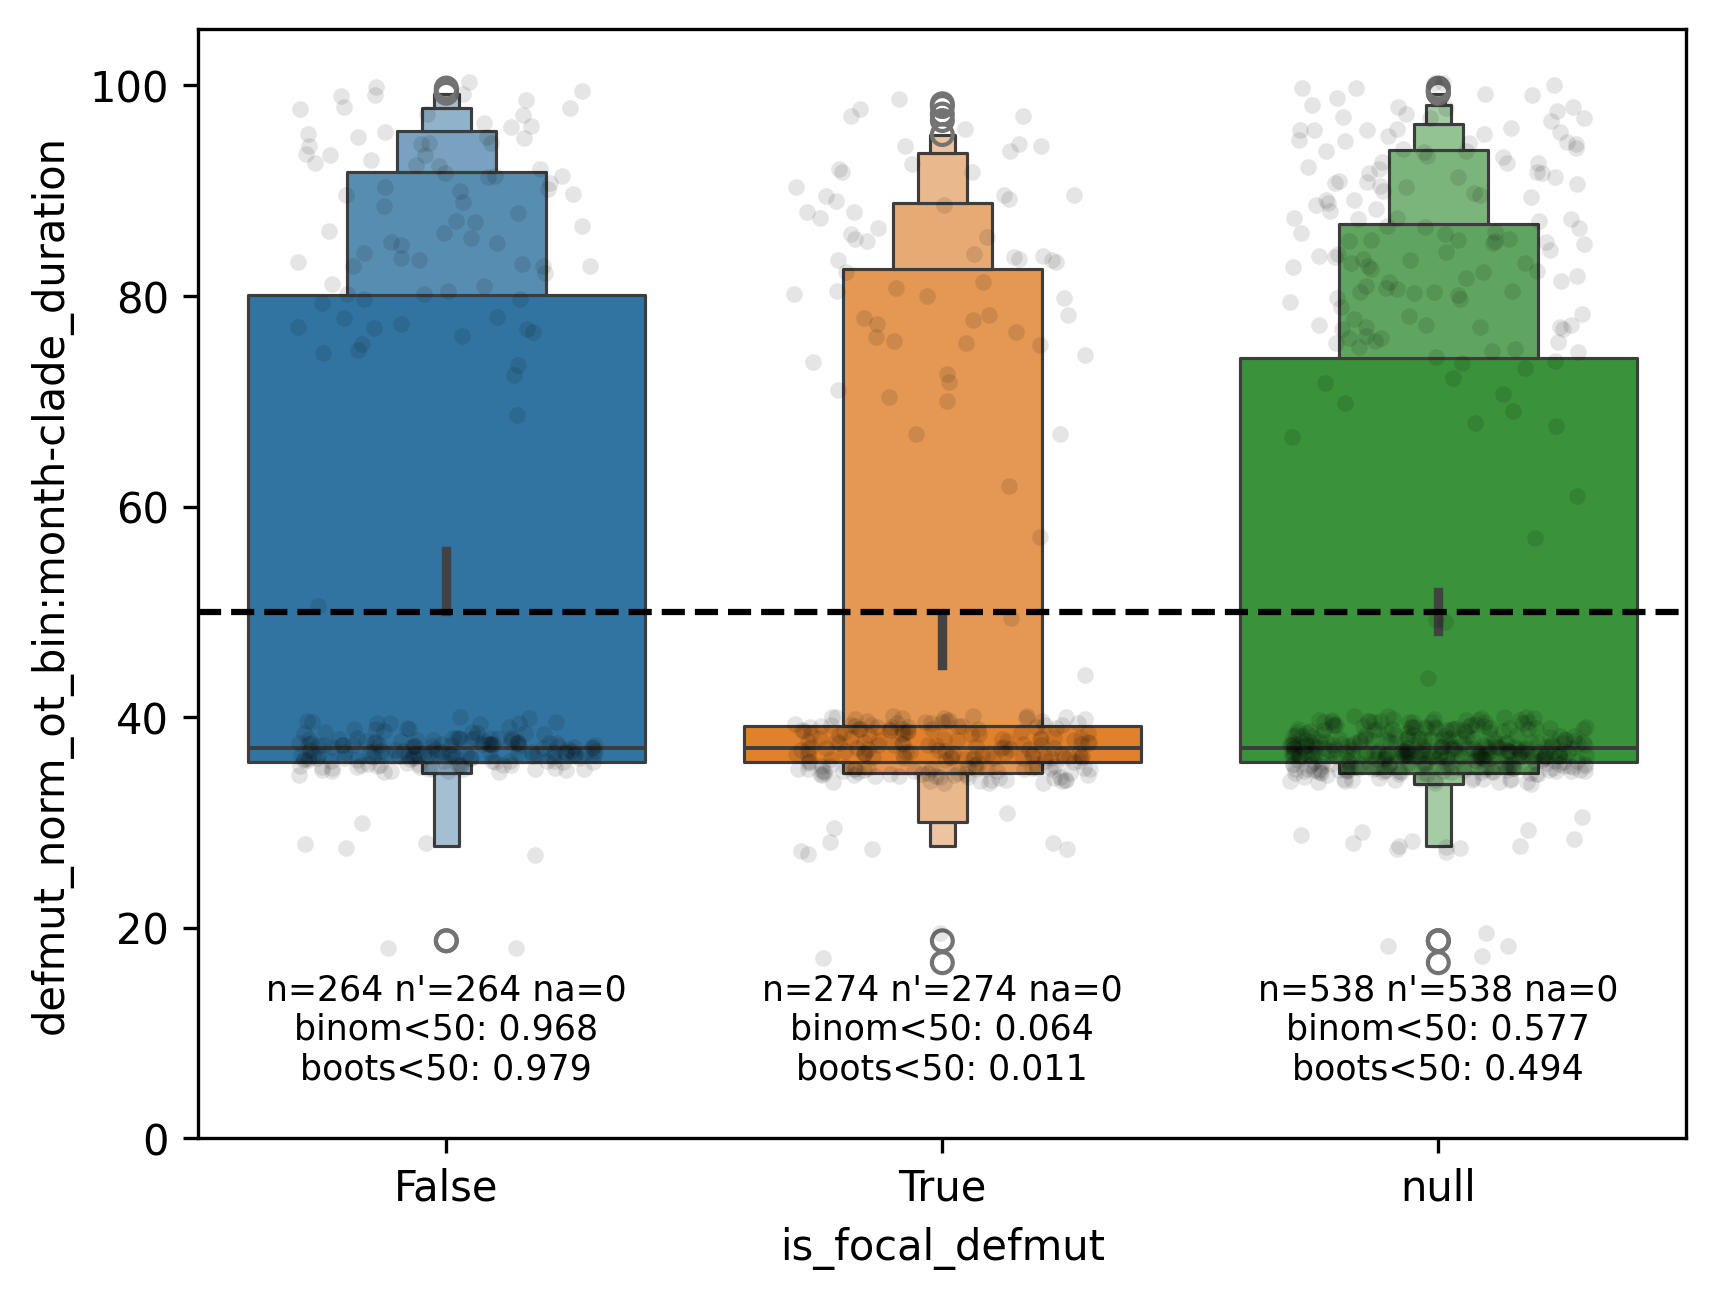 defmut_norm_ot_bin:month-clade_duration
100
80
60
40
20
0
n=264 n'=264 na=0
binom<50: 0.968
boots<50: 0.979
n=274 n'=274 na=0
binom<50: 0.064
boots<50: 0.011
n=538 n'=538 na=0
binom<50: 0.577
boots<50: 0.494
False
True
null
is_focal_defmut